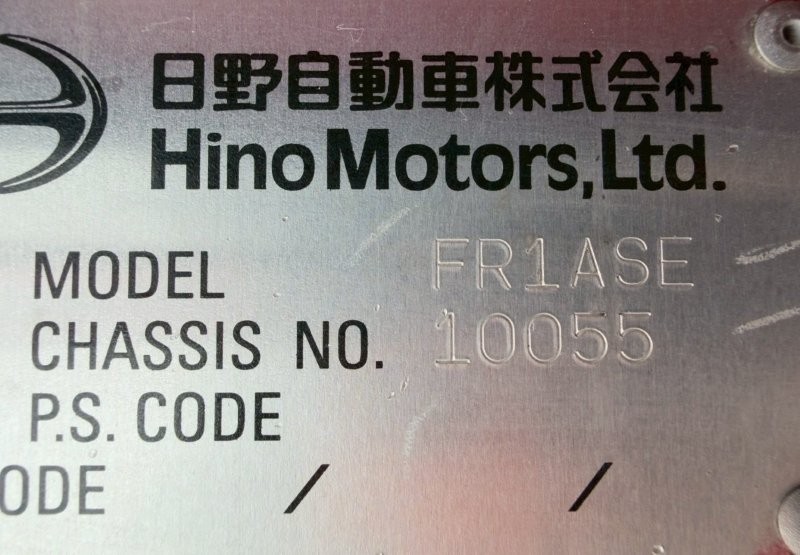 日野自動車株式会社
Hino Motors, Ltd.
MODEL FR1ASE
CHASSIS NO. 10055
P.S. CODE
ODE / /